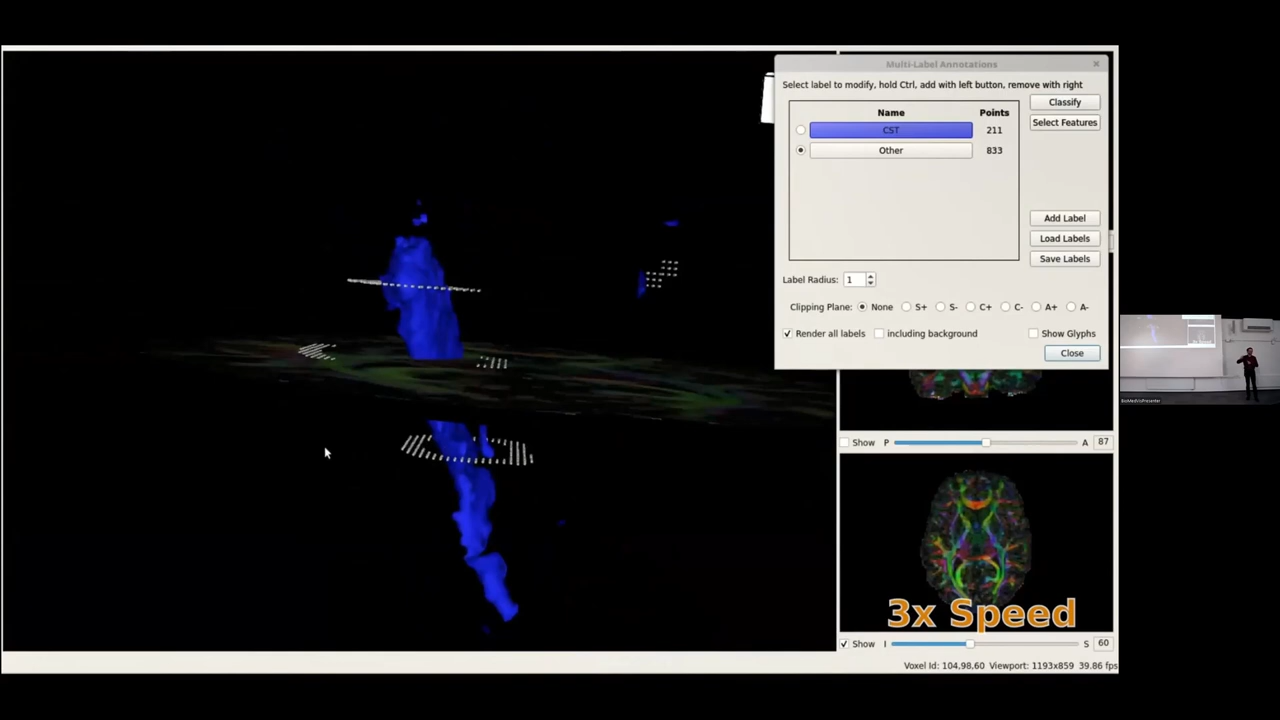 Multi-Label Annotations
Select label to modify, hold Ctrl, add with left button, remove with right
Name Points
CST 211
Other 833
Classify
Select Features
Add Label
Load Labels
Save Labels
Label Radius: 1
Clipping Plane: None S+ S- C+ C- A+ A-
Render all labels including background Show Glyphs
Close
Show P A 87
3x Speed
Show I S 60
Voxel Id: 104,98,60 Viewport: 1193x859 39.86 fps
BioMedVisPresenter